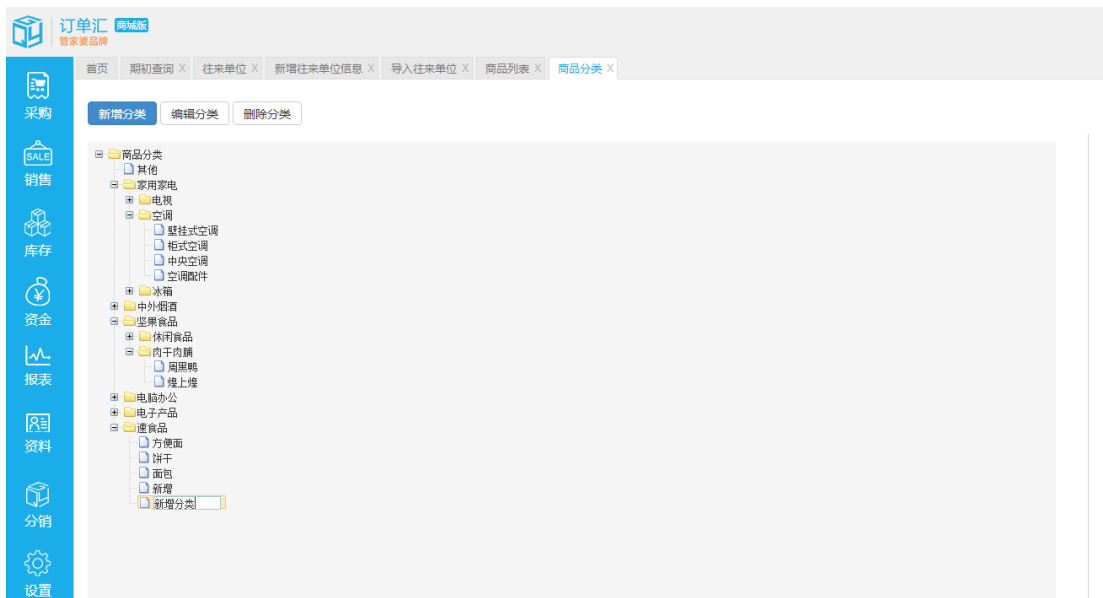 订单汇 商城版
管家婆品牌
首页 期初查询 X 往来单位 X 新增往来单位信息 X 导入往来单位 X 商品列表 X 商品分类 X
新增分类 编辑分类 删除分类
采购
SALE
销售
库存
资金
报表
资料
分销
设置
商品分类
其他
家用家电
电视
空调
壁挂式空调
柜式空调
中央空调
空调配件
冰箱
中外烟酒
坚果食品
休闲食品
肉干肉脯
周黑鸭
煌上煌
电脑办公
电子产品
速食品
方便面
饼干
面包
新增
新增分类